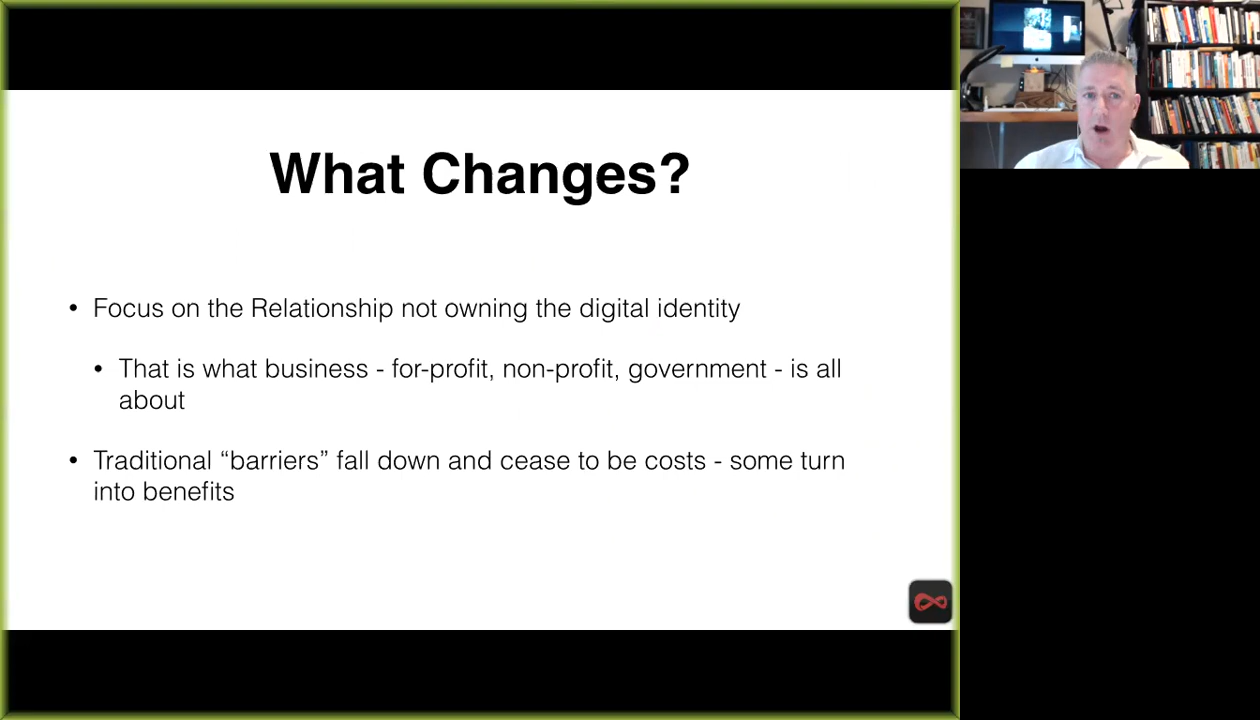 What Changes?
• Focus on the Relationship not owning the digital identity
• That is what business - for-profit, non-profit, government - is all
about
• Traditional “barriers” fall down and cease to be costs - some turn
into benefits